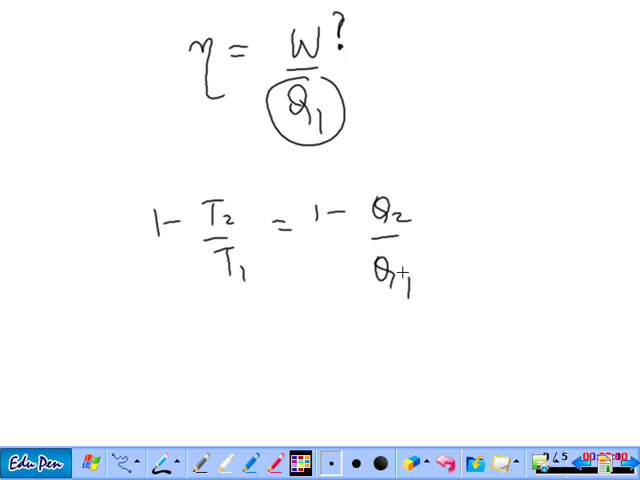 η = W? / Q₁
1 - T₂ / T₁ = 1 - Q₂ / Q₁
Edu Pen